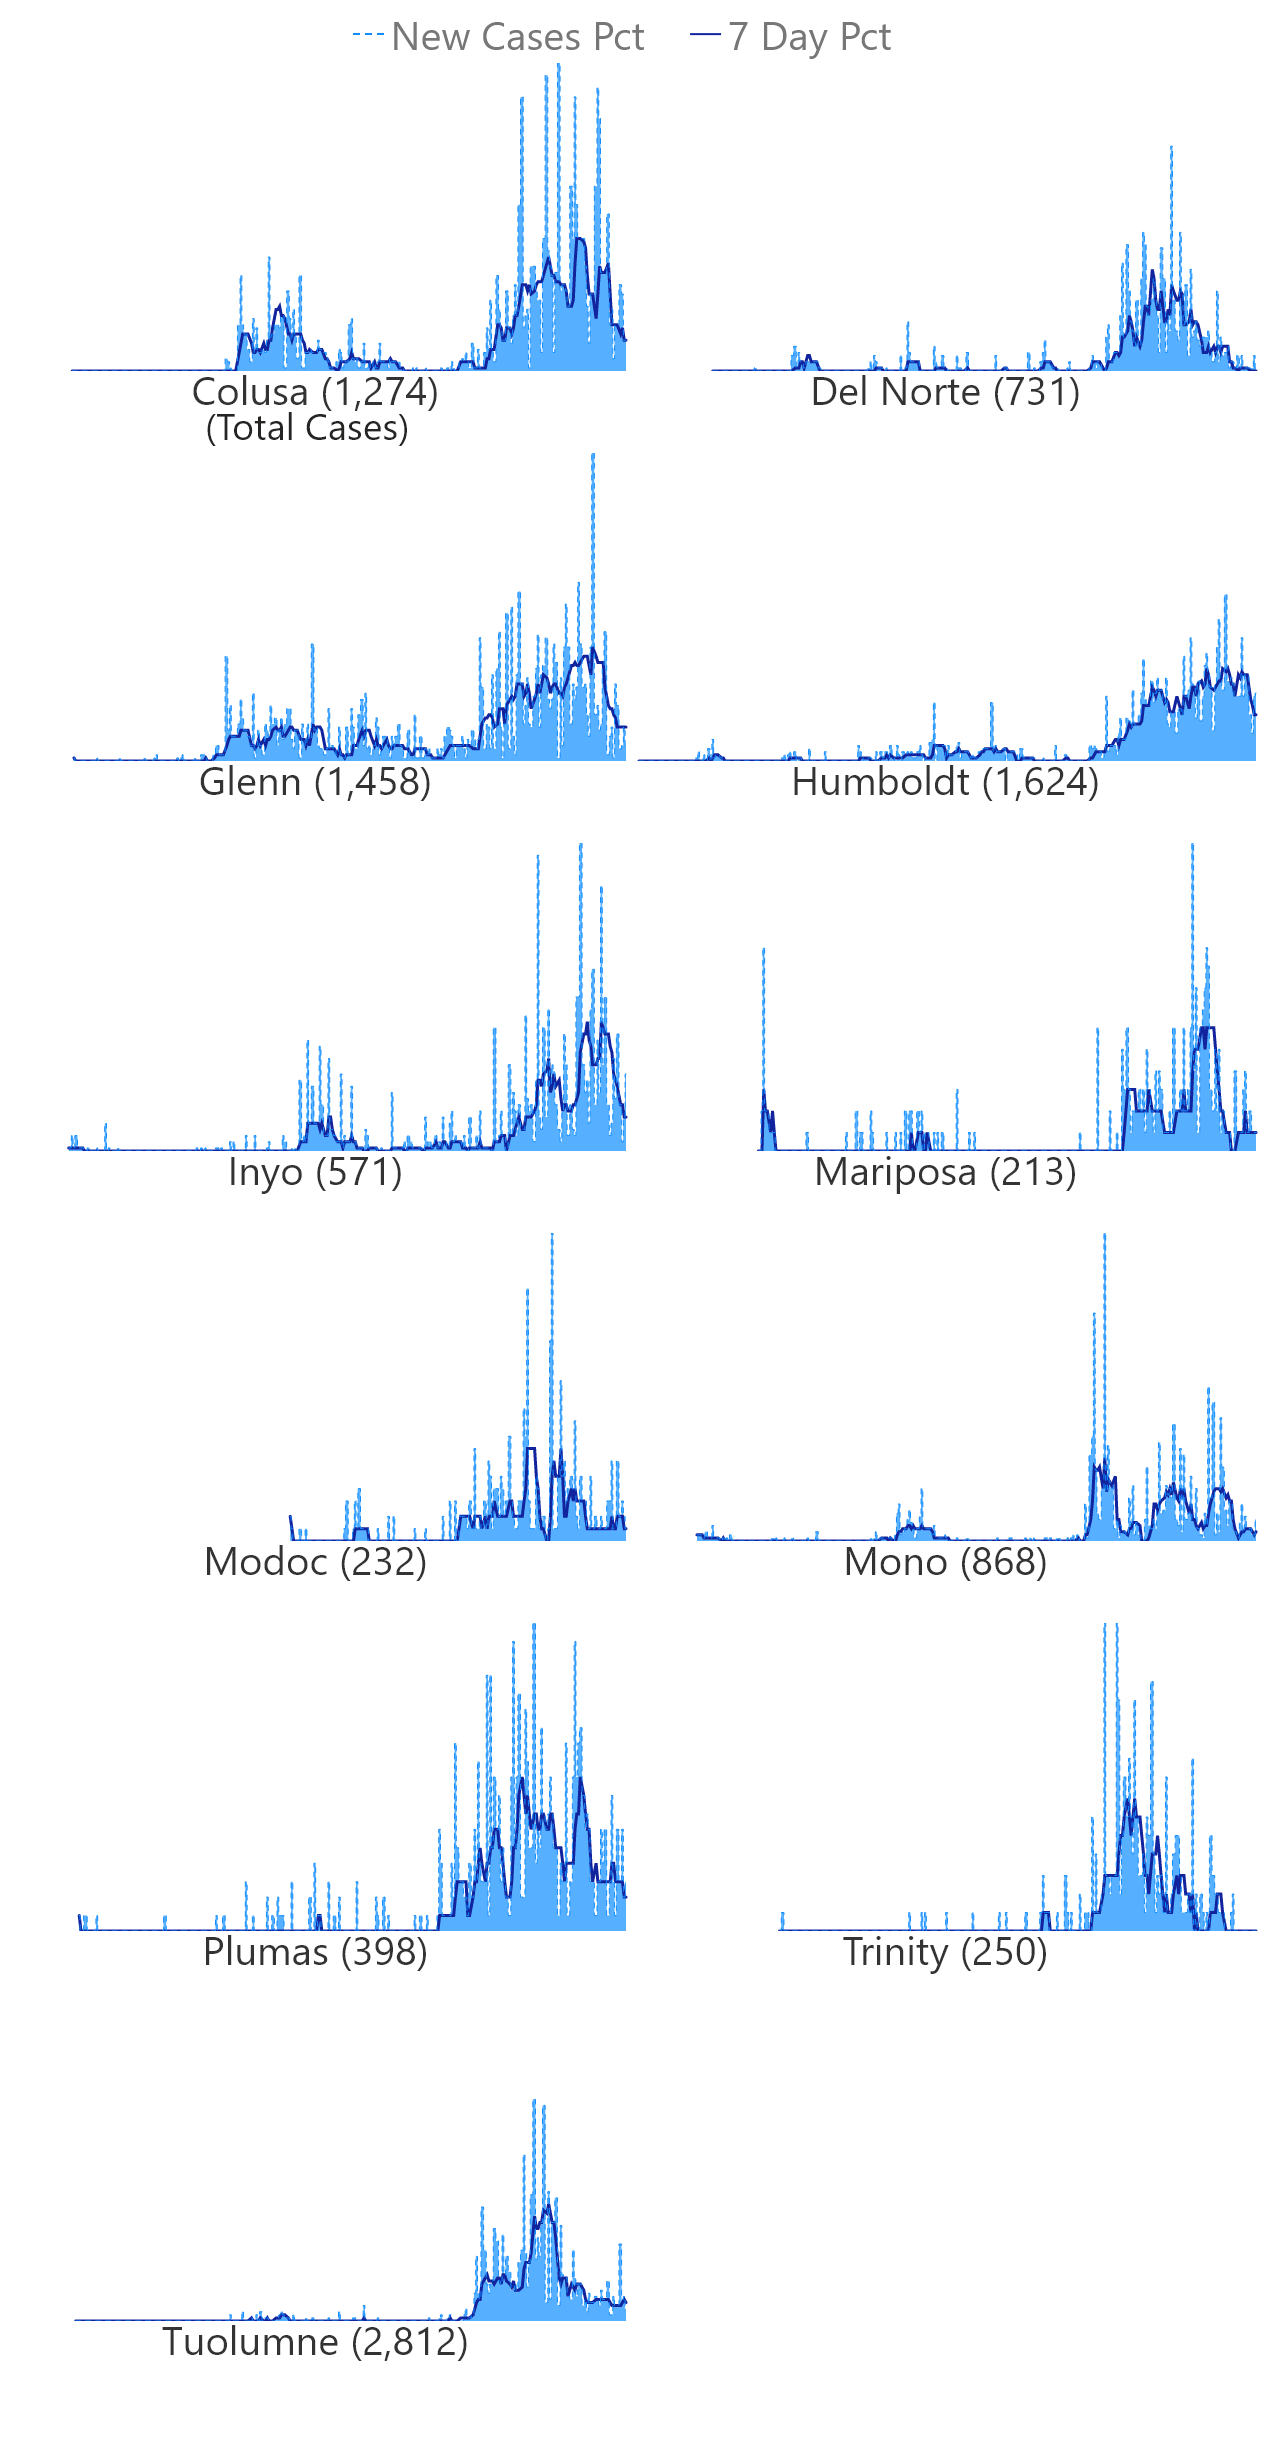 New Cases Pct 7 Day Pct
Colusa (1,274) Del Norte (731)
(Total Cases)
Glenn (1,458) Humboldt (1,624)
Inyo (571) Mariposa (213)
Modoc (232) Mono (868)
Plumas (398) Trinity (250)
Tuolumne (2,812)